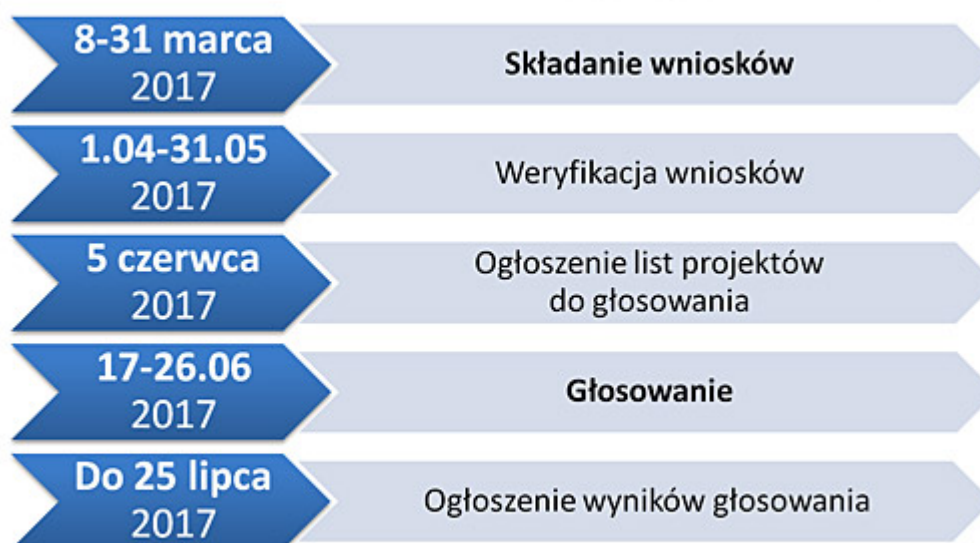 8-31 marca
2017
Składanie wniosków
1.04-31.05
2017
Weryfikacja wniosków
5 czerwca
2017
Ogłoszenie list projektów
do głosowania
17-26.06
2017
Głosowanie
Do 25 lipca
2017
Ogłoszenie wyników głosowania